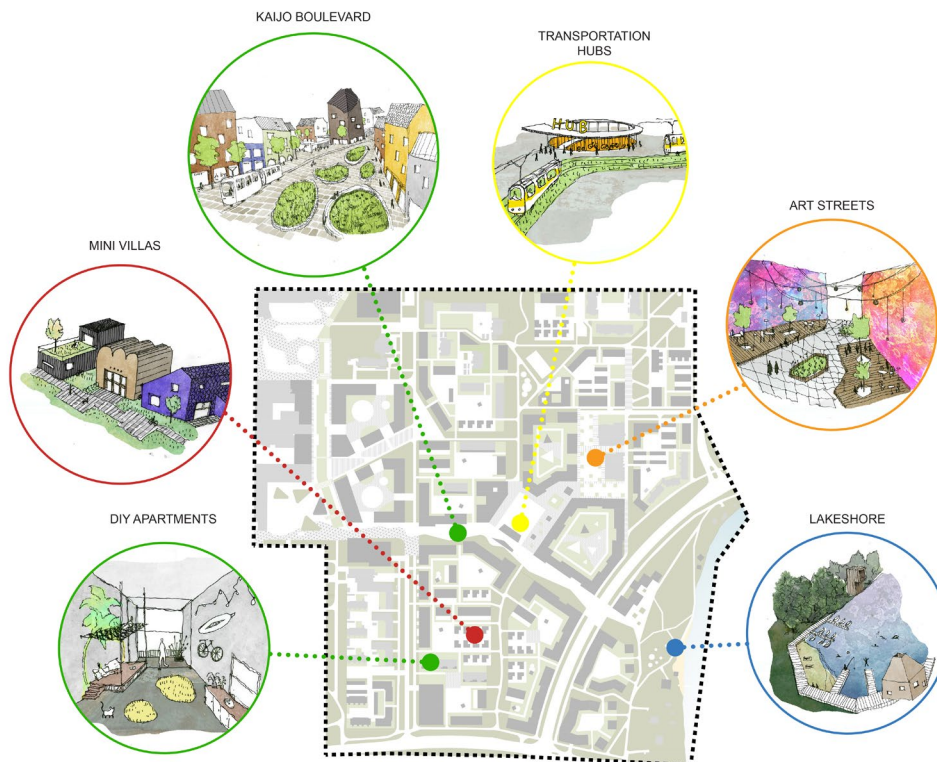 KAIJO BOULEVARD
TRANSPORTATION
HUBS
HUB
ART STREETS
MINI VILLAS
DIY APARTMENTS
LAKESHORE